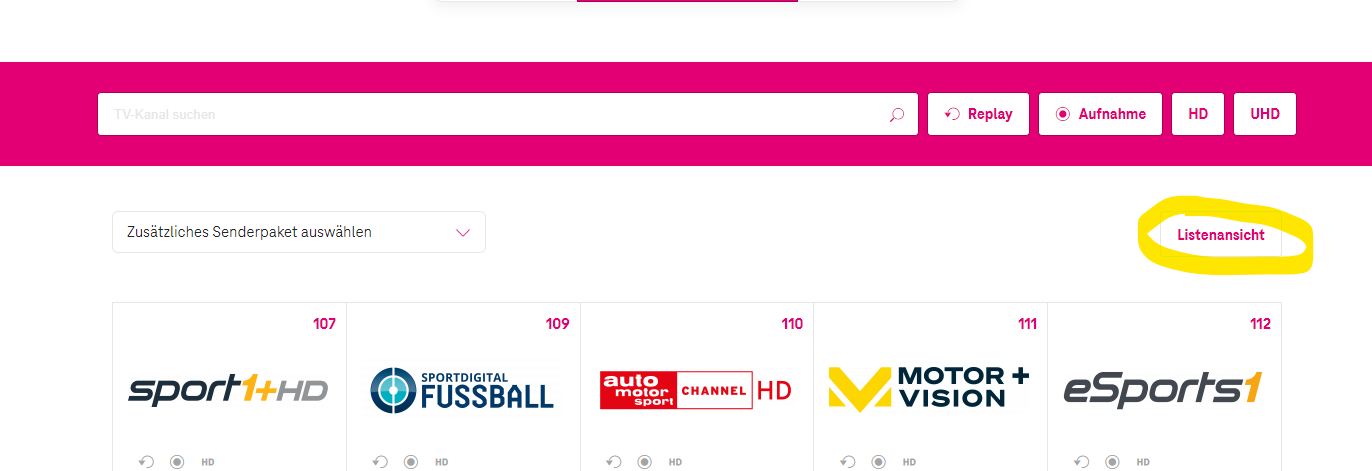 TV-Kanal suchen
Replay
Aufnahme
HD
UHD
Zusätzliches Senderpaket auswählen
Listenansicht
107
109
110
111
112
sport1+HD
SPORTDIGITAL
FUSSBALL
auto
motor
sport
CHANNEL
HD
MOTOR +
VISION
eSports1
HD
HD
HD
HD
HD